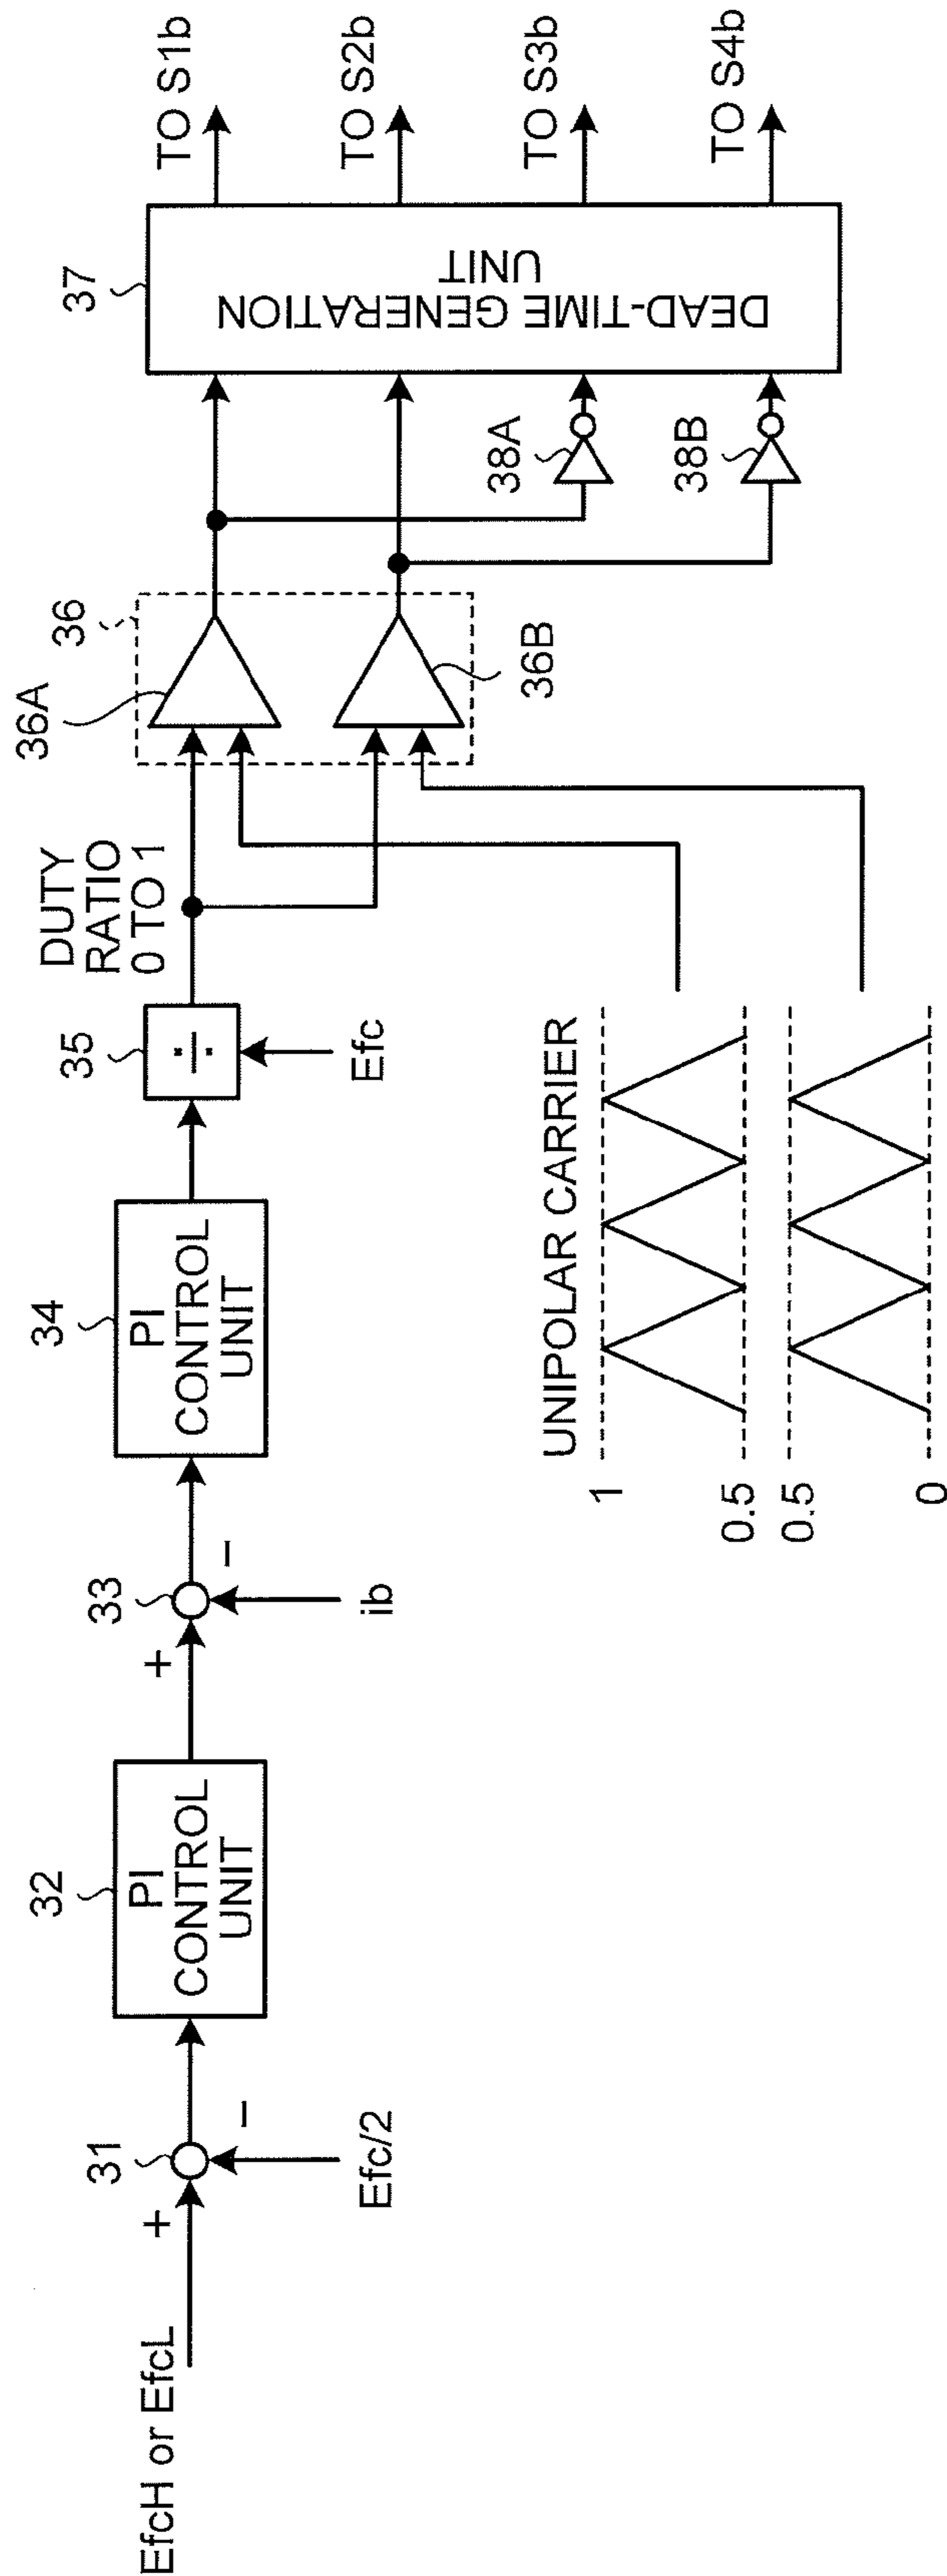 EfcH or EfcL
+
31
−
Efc/2
32
PI
CONTROL
UNIT
+
33
−
ib
34
PI
CONTROL
UNIT
35
÷
Efc
DUTY
RATIO
0 TO 1
36A
36
36B
38A
38B
37
DEAD-TIME GENERATION
UNIT
TO S1b
TO S2b
TO S3b
TO S4b
UNIPOLAR CARRIER
1
0.5
0.5
0